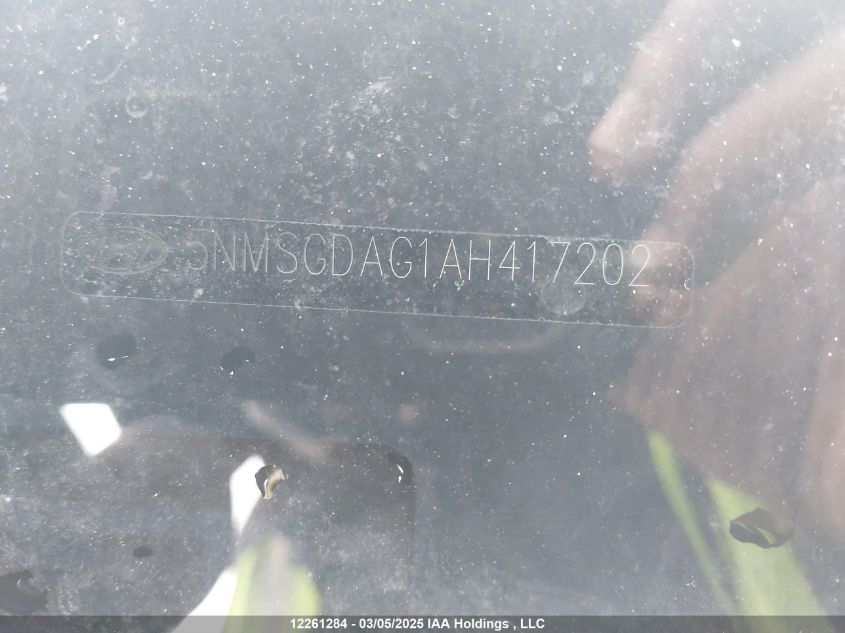 5NMSGDAG1AH417202
12261284 - 03/05/2025 IAA Holdings , LLC